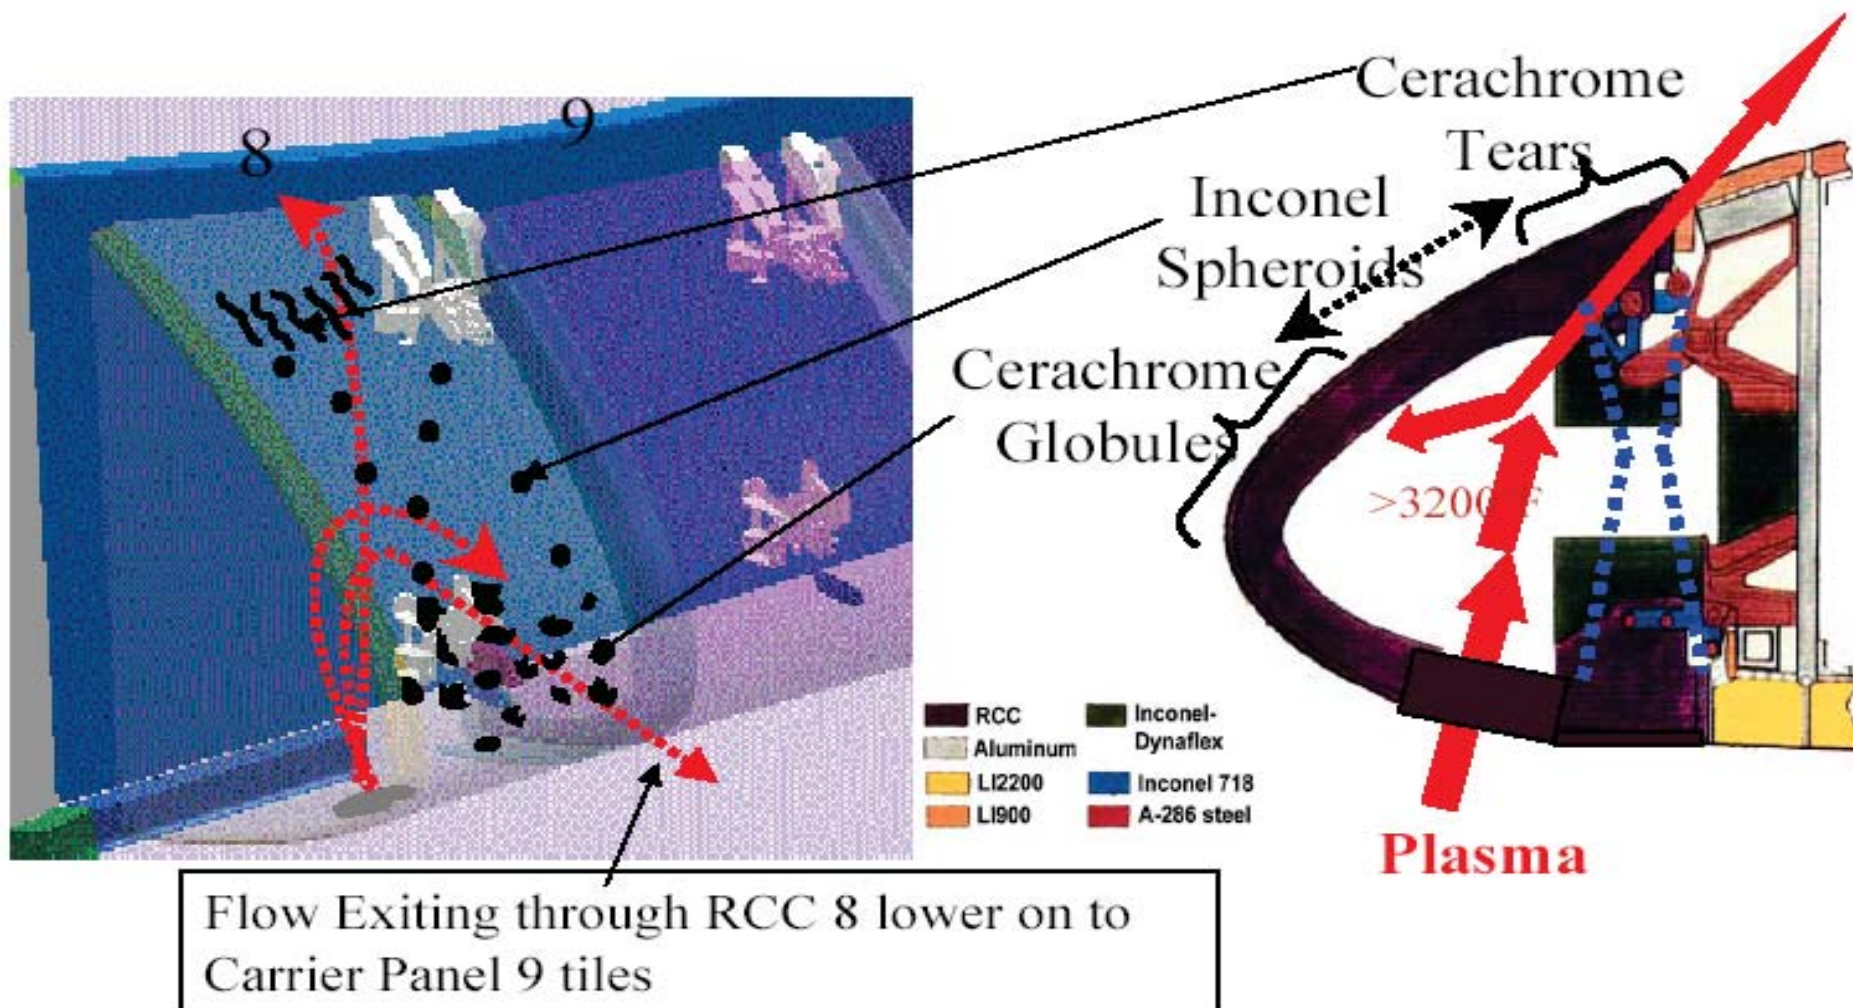 8
9
Cerachrome
Tears
Inconel
Spheroids
Cerachrome
Globules
>3200°F
RCC
Aluminum
LI2200
LI900
Inconel-
Dynaflex
Inconel 718
A-286 steel
Plasma
Flow Exiting through RCC 8 lower on to
Carrier Panel 9 tiles